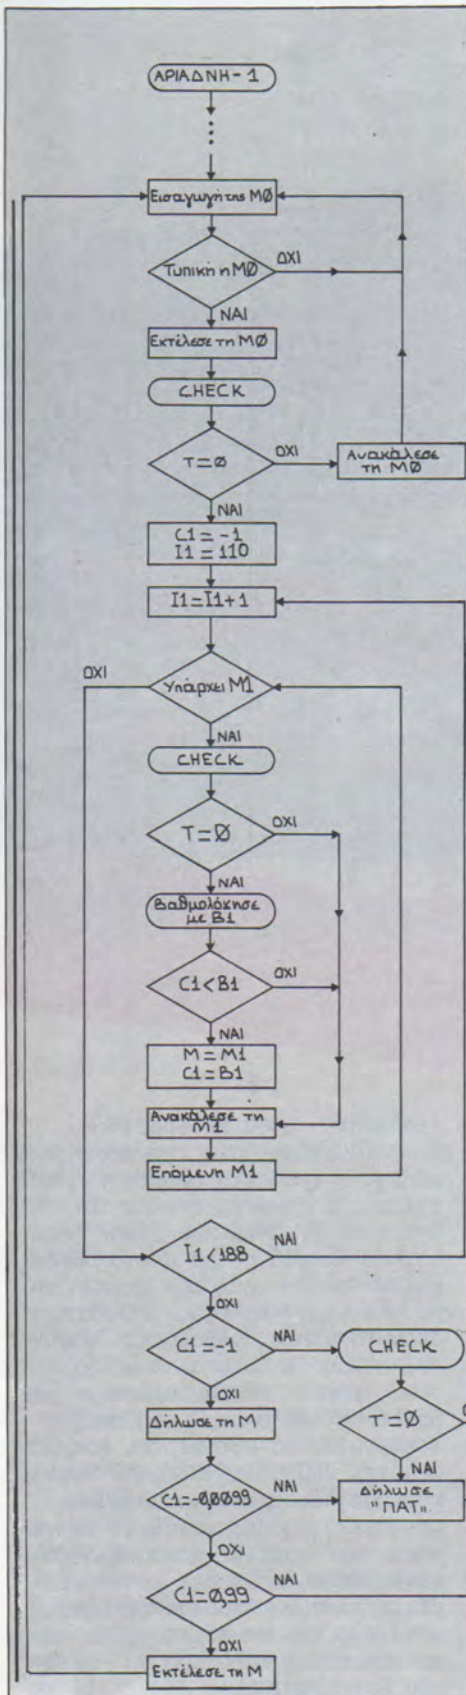 ΑΡΙΑΔΝΗ-1
Εισαγωγή της ΜØ
Τυπική η ΜØ
ΟΧΙ
ΝΑΙ
Εκτέλεσε τη ΜØ
CHECK
Τ=Ø
ΟΧΙ
Ανακάλεσε
τη ΜØ
ΝΑΙ
C1=-1
I1=110
I1=I1+1
ΟΧΙ
Υπάρχει Μ1
ΝΑΙ
CHECK
Τ=Ø
ΟΧΙ
ΝΑΙ
Βαθμολόγησε
με Β1
C1<B1
ΟΧΙ
ΝΑΙ
Μ=Μ1
C1=B1
Ανακάλεσε τη
Μ1
Επόμενη Μ1
I1<188
ΝΑΙ
ΟΧΙ
C1=-1
ΝΑΙ
CHECK
ΟΧΙ
Τ=Ø
Δήλωσε τη Μ
ΝΑΙ
C1=-0,0099
ΝΑΙ
Δήλωσε
"ΠΑΤ"
ΟΧΙ
C1=0,99
ΝΑΙ
ΟΧΙ
Εκτέλεσε τη Μ